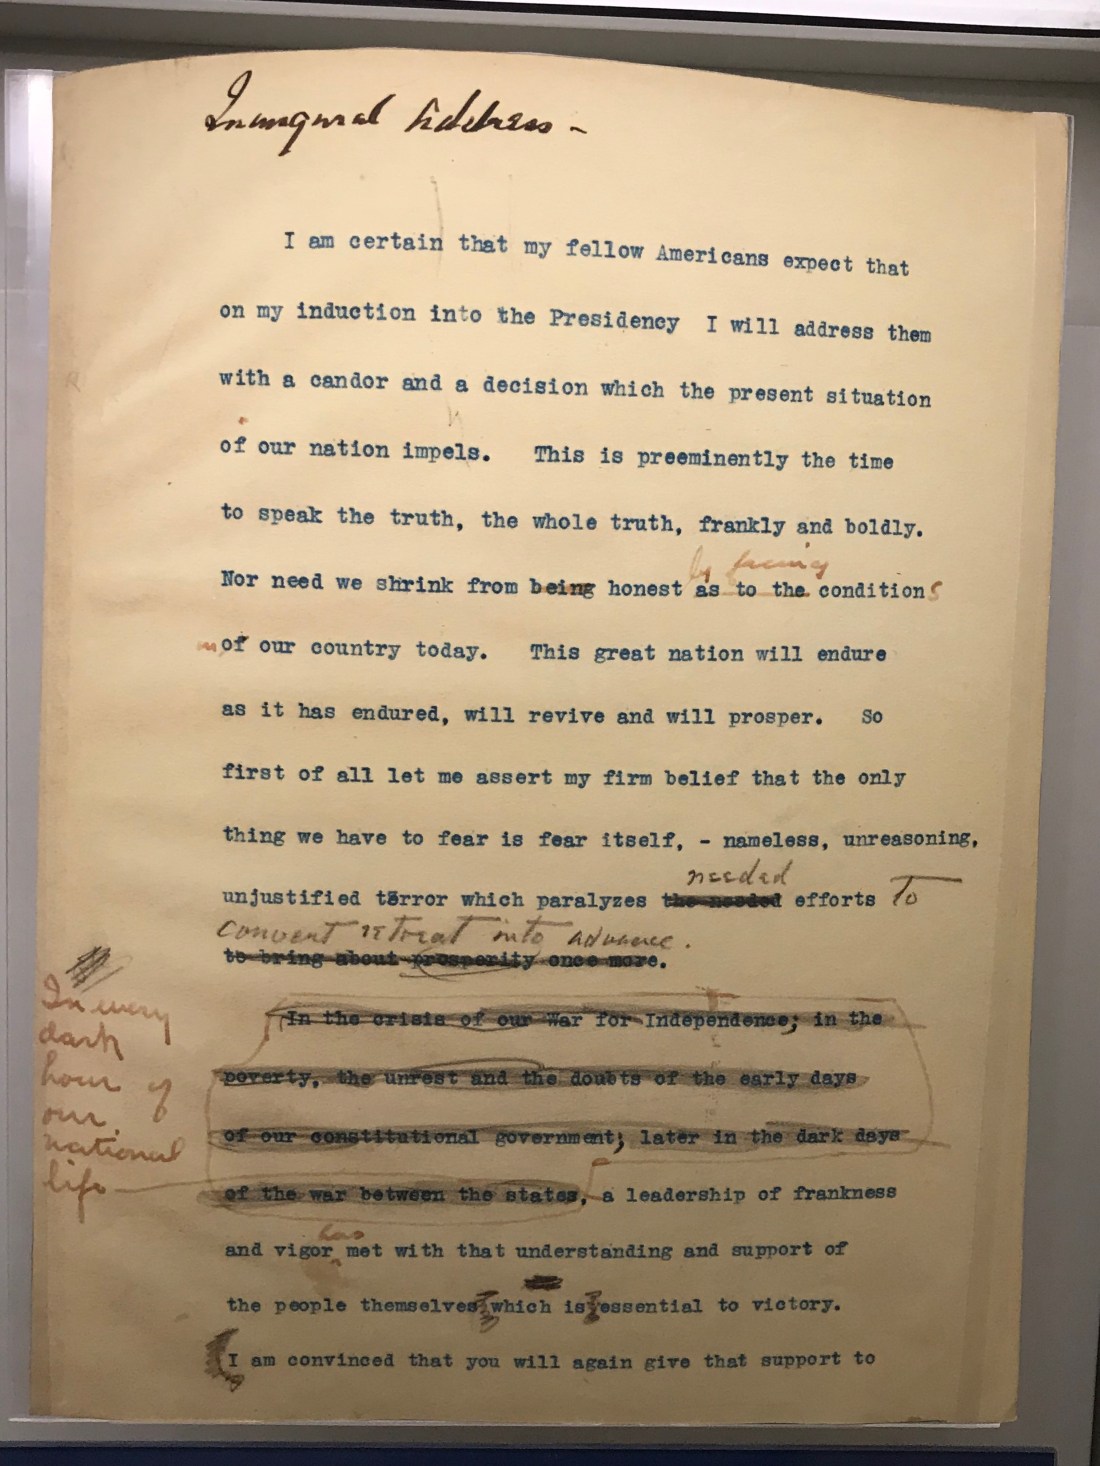 Inaugural Address -
I am certain that my fellow Americans expect that
on my induction into the Presidency I will address them
with a candor and a decision which the present situation
of our nation impels. This is preeminently the time
to speak the truth, the whole truth, frankly and boldly.
by facing
Nor need we shrink from being honest as to the conditions
in of our country today. This great nation will endure
as it has endured, will revive and will prosper. So
first of all let me assert my firm belief that the only
thing we have to fear is fear itself, - nameless, unreasoning,
needed
unjustified terror which paralyzes the needed efforts To
convert retreat into advance.
to bring about prosperity once more.
In every
dark
hour of
our
national
life
In the crisis of our War for Independence; in the
poverty, the unrest and the doubts of the early days
of our constitutional government; later in the dark days
of the war between the states, a leadership of frankness
has
and vigor met with that understanding and support of
the people themselves which is essential to victory.
I am convinced that you will again give that support to